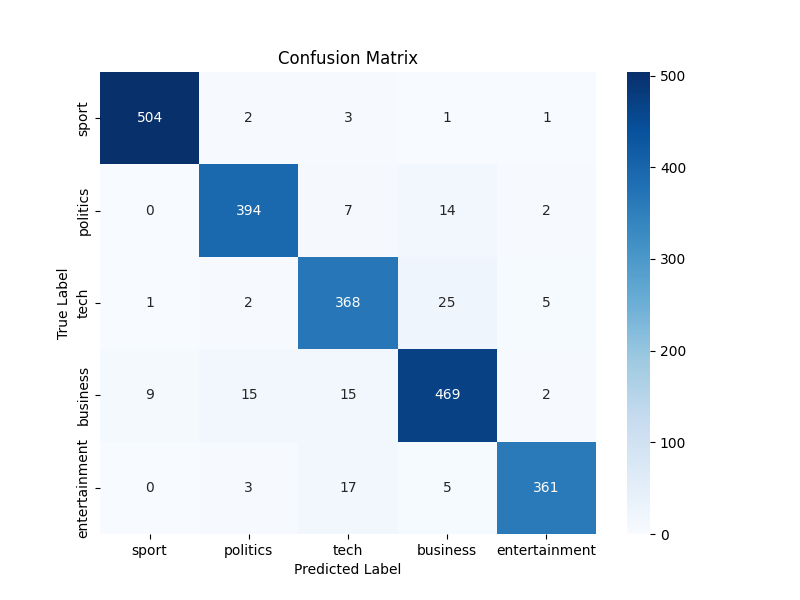 Confusion Matrix
True Label
sport 504 2 3 1 1
politics 0 394 7 14 2
tech 1 2 368 25 5
business 9 15 15 469 2
entertainment 0 3 17 5 361
sport politics tech business entertainment
Predicted Label
500
400
300
200
100
0